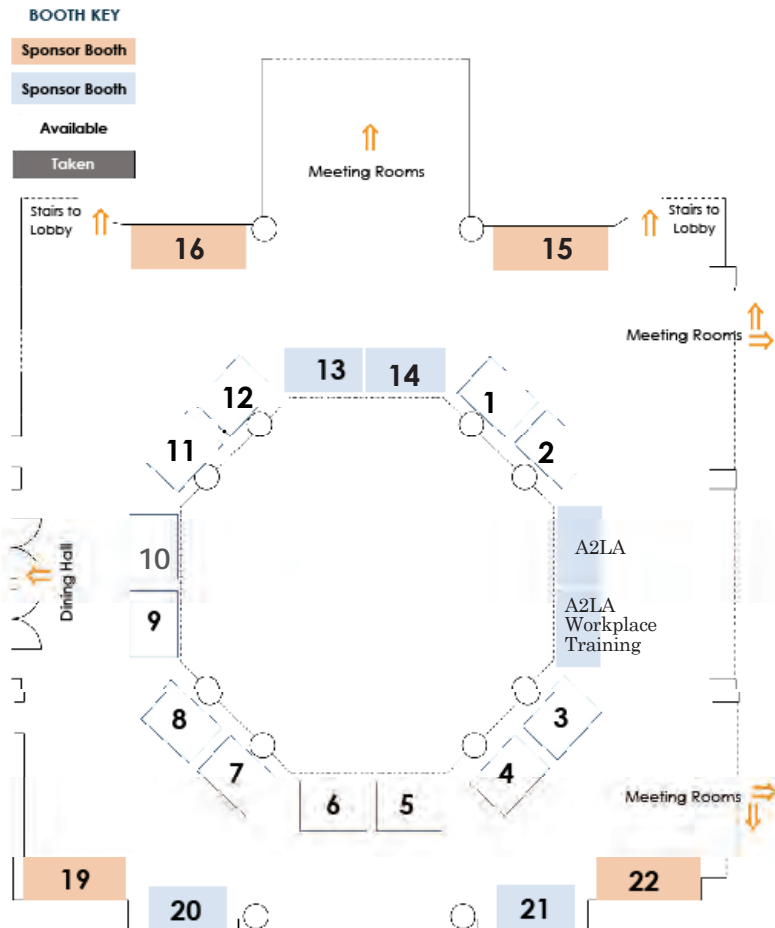 BOOTH KEY
Sponsor Booth
Sponsor Booth
Available
Taken
Meeting Rooms
Stairs to
Lobby
Stairs to
Lobby
16
15
Meeting Rooms
13
14
12
1
11
2
10
A2LA
Dining Hall
9
A2LA
Workplace
Training
8
3
7
4
6
5
Meeting Rooms
19
22
20
21